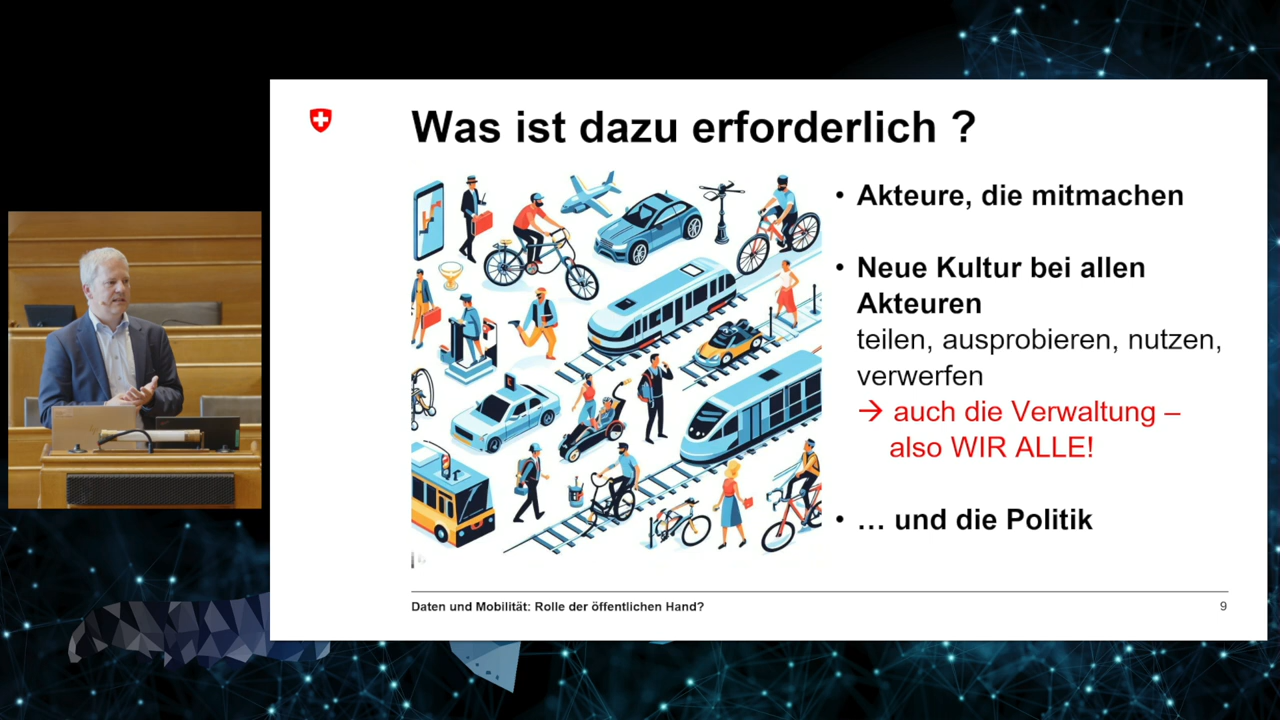 Was ist dazu erforderlich ?
• Akteure, die mitmachen
• Neue Kultur bei allen
Akteuren
teilen, ausprobieren, nutzen,
verwerfen
→ auch die Verwaltung –
also WIR ALLE!
• … und die Politik
Daten und Mobilität: Rolle der öffentlichen Hand?
9